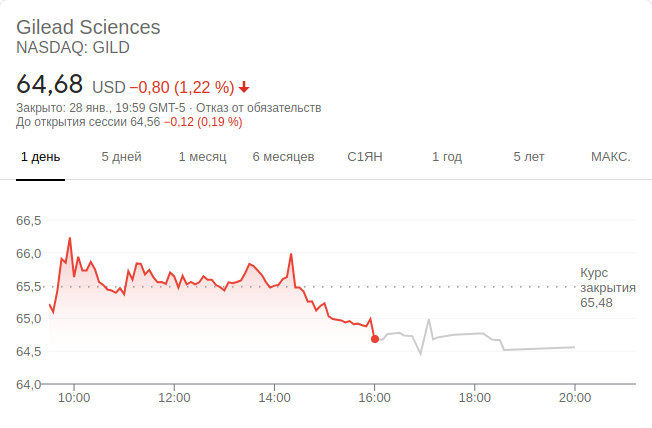 Gilead Sciences
NASDAQ: GILD
64,68 USD −0,80 (1,22 %)
Закрыто: 28 янв., 19:59 GMT-5 · Отказ от обязательств
До открытия сессии 64,56 −0,12 (0,19 %)
1 день 5 дней 1 месяц 6 месяцев С1ЯН 1 год 5 лет МАКС.
66,5
66,0
65,5
65,0
64,5
64,0
Курс
закрытия
65,48
10:00 12:00 14:00 16:00 18:00 20:00